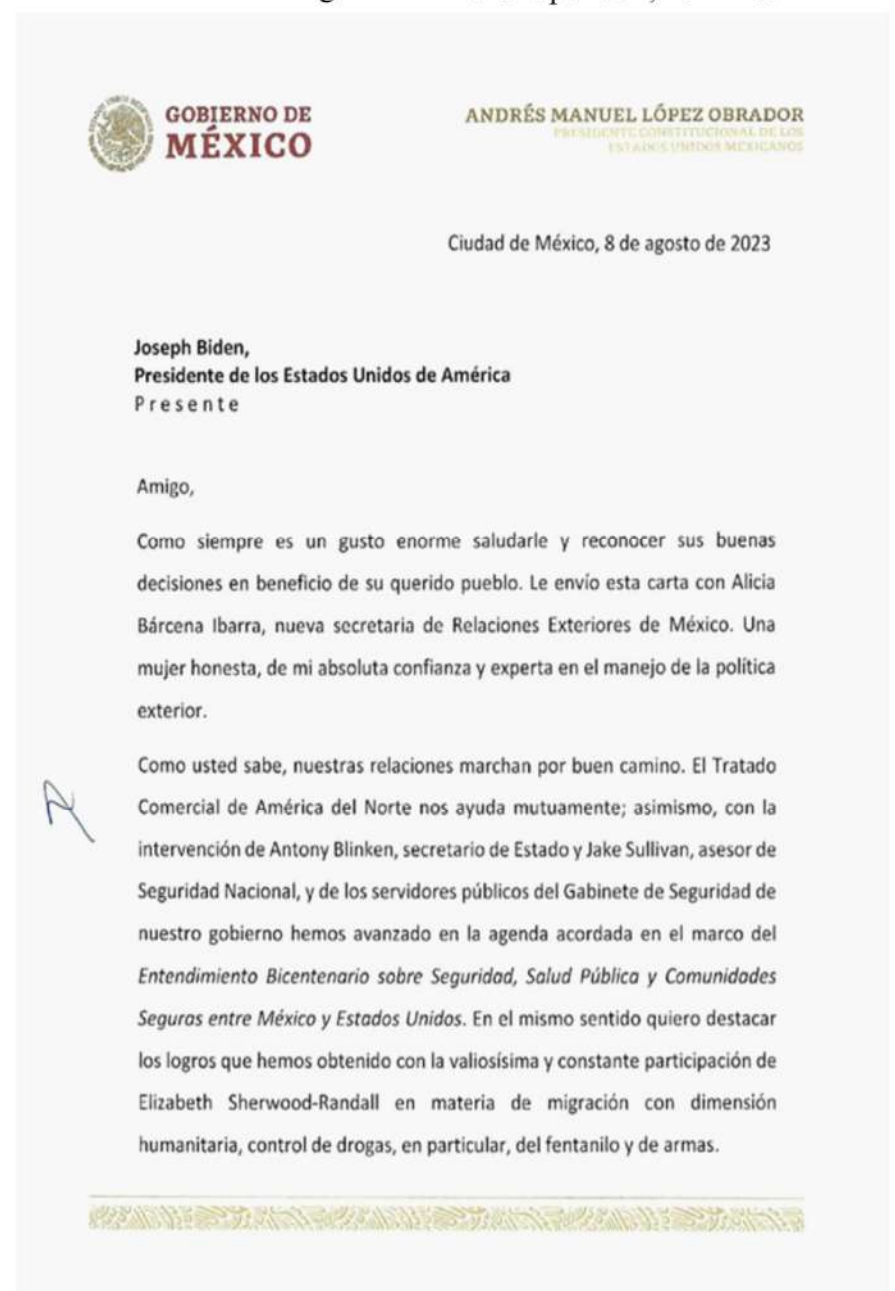 GOBIERNO DE
MÉXICO
ANDRÉS MANUEL LÓPEZ OBRADOR
PRESIDENTE CONSTITUCIONAL DE LOS
ESTADOS UNIDOS MEXICANOS
Ciudad de México, 8 de agosto de 2023
Joseph Biden,
Presidente de los Estados Unidos de América
Presente
Amigo,
Como siempre es un gusto enorme saludarle y reconocer sus buenas
decisiones en beneficio de su querido pueblo. Le envío esta carta con Alicia
Bárcena Ibarra, nueva secretaria de Relaciones Exteriores de México. Una
mujer honesta, de mi absoluta confianza y experta en el manejo de la política
exterior.
Como usted sabe, nuestras relaciones marchan por buen camino. El Tratado
Comercial de América del Norte nos ayuda mutuamente; asimismo, con la
intervención de Antony Blinken, secretario de Estado y Jake Sullivan, asesor de
Seguridad Nacional, y de los servidores públicos del Gabinete de Seguridad de
nuestro gobierno hemos avanzado en la agenda acordada en el marco del
Entendimiento Bicentenario sobre Seguridad, Salud Pública y Comunidades
Seguras entre México y Estados Unidos. En el mismo sentido quiero destacar
los logros que hemos obtenido con la valiosísima y constante participación de
Elizabeth Sherwood-Randall en materia de migración con dimensión
humanitaria, control de drogas, en particular, del fentanilo y de armas.